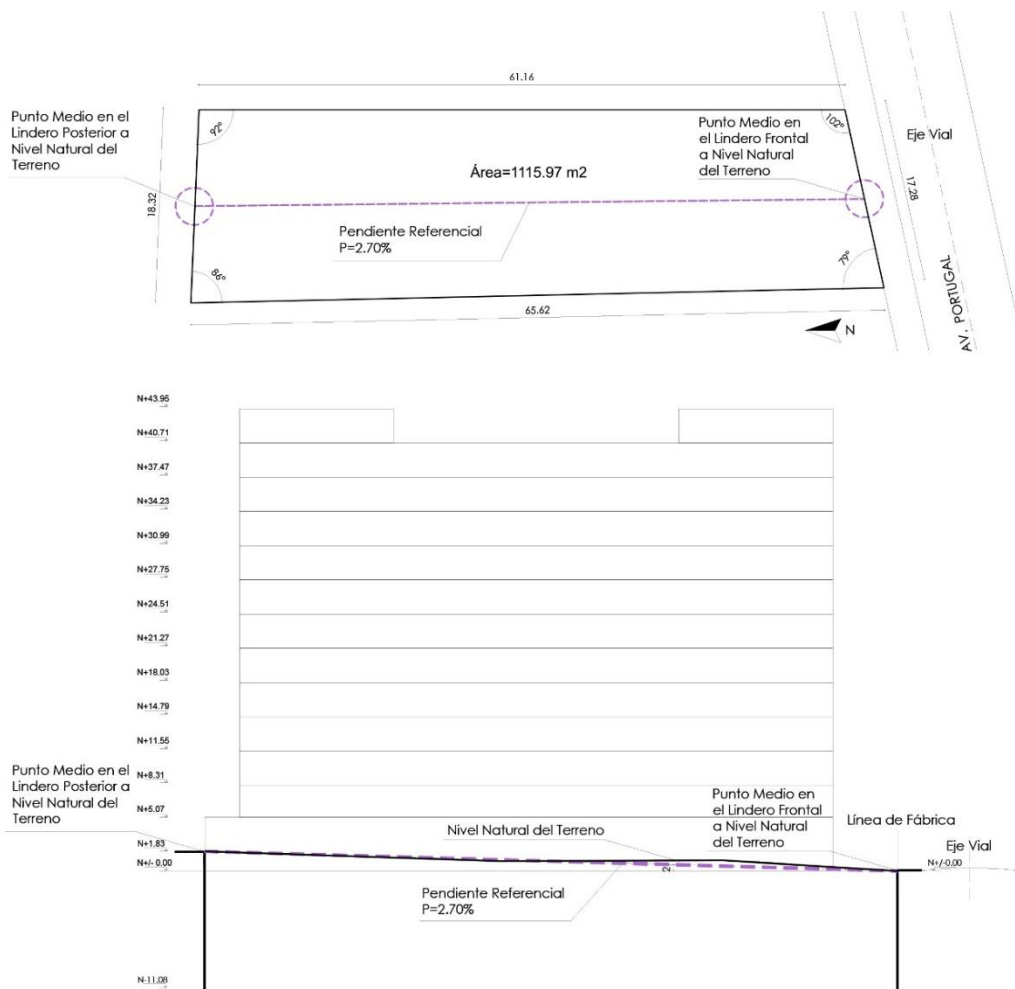 61.16
Punto Medio en el
Lindero Posterior a
Nivel Natural del
Terreno
92°
102°
Punto Medio en
el Lindero Frontal
a Nivel Natural
del Terreno
Eje Vial
Área=1115.97 m2
18.32
17.28
Pendiente Referencial
P=2.70%
86°
79°
65.62
N
AV. PORTUGAL
N+43.95
N+40.71
N+37.47
N+34.23
N+30.99
N+27.75
N+24.51
N+21.27
N+18.03
N+14.79
N+11.55
N+8.31
N+5.07
N+1.83
N+/- 0.00
N-11.08
Punto Medio en el
Lindero Posterior a
Nivel Natural del
Terreno
Nivel Natural del Terreno
Punto Medio en
el Lindero Frontal
a Nivel Natural
del Terreno
Línea de Fábrica
Eje Vial
N+/-0.00
2
Pendiente Referencial
P=2.70%